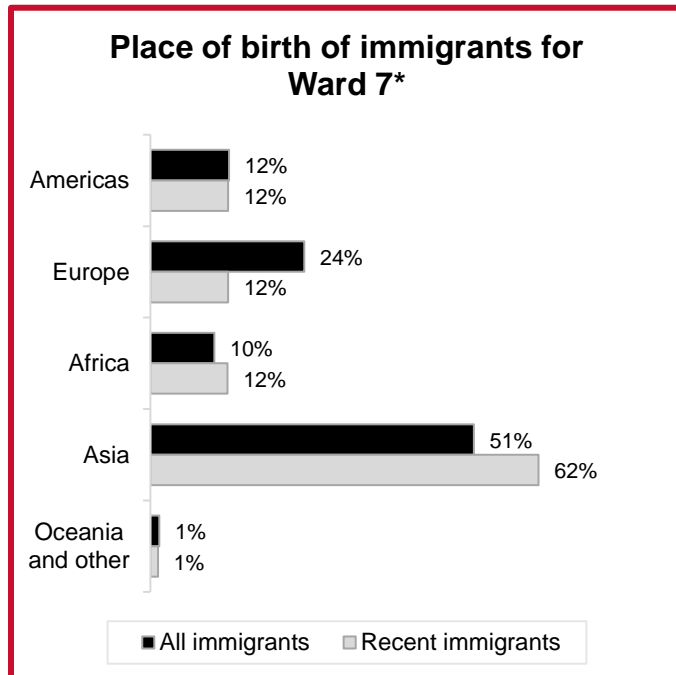 Place of birth of immigrants for
Ward 7*
Americas
12%
12%
Europe
24%
12%
Africa
10%
12%
Asia
51%
62%
Oceania
and other
1%
1%
All immigrants
Recent immigrants